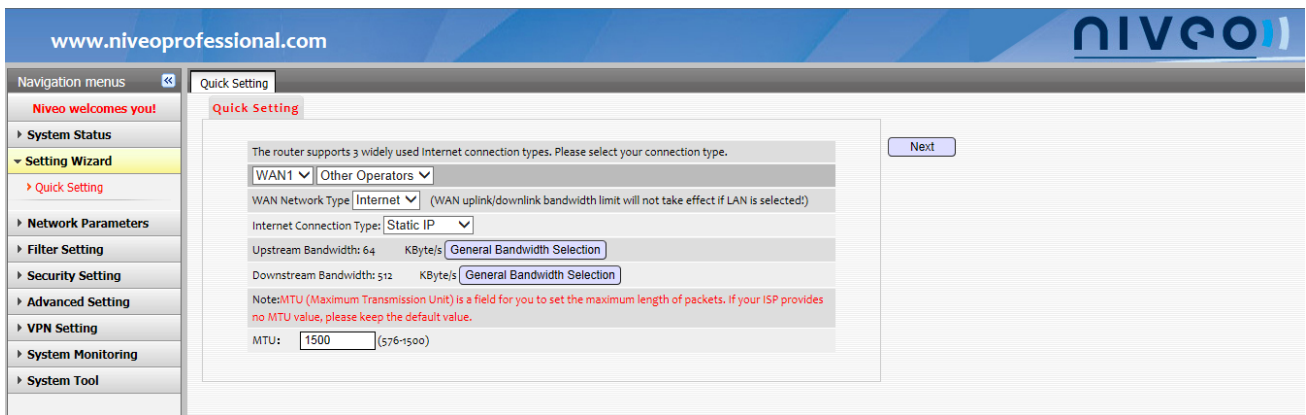 www.niveoprofessional.com
niveo
Navigation menus
Quick Setting
Niveo welcomes you!
Quick Setting
System Status
Setting Wizard
Quick Setting
Network Parameters
Filter Setting
Security Setting
Advanced Setting
VPN Setting
System Monitoring
System Tool
The router supports 3 widely used Internet connection types. Please select your connection type.
WAN1 Other Operators
WAN Network Type Internet (WAN uplink/downlink bandwidth limit will not take effect if LAN is selected!)
Internet Connection Type: Static IP
Upstream Bandwidth: 64 KByte/s General Bandwidth Selection
Downstream Bandwidth: 512 KByte/s General Bandwidth Selection
Note:MTU (Maximum Transmission Unit) is a field for you to set the maximum length of packets. If your ISP provides
no MTU value, please keep the default value.
MTU: 1500 (576-1500)
Next